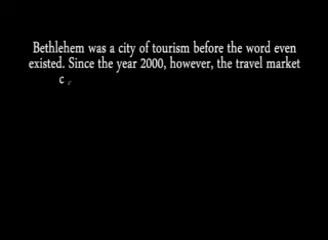 Bethlehem was a city of tourism before the word even
existed. Since the year 2000, however, the travel market
c